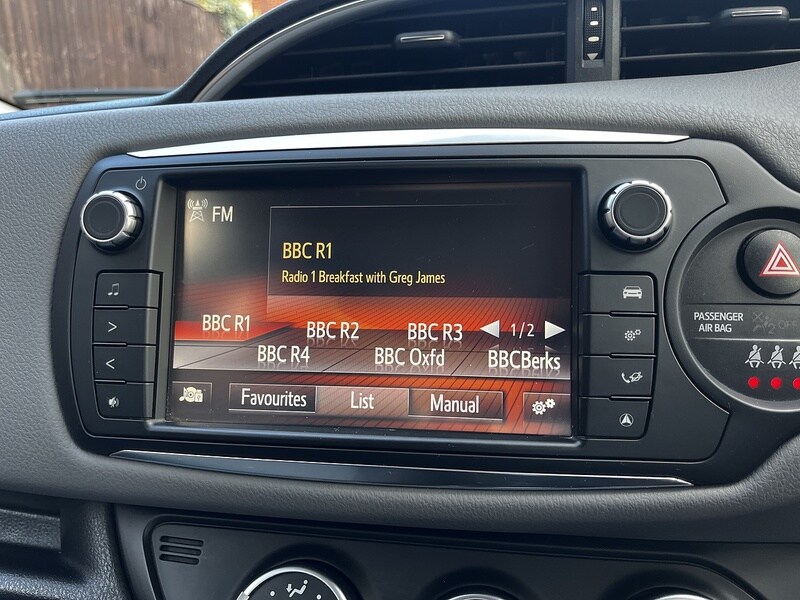 FM
BBC R1
Radio 1 Breakfast with Greg James
BBC R1 BBC R2 BBC R3 1/2
BBC R4 BBC Oxfd BBCBerks
Favourites List Manual
PASSENGER
AIR BAG
OFF